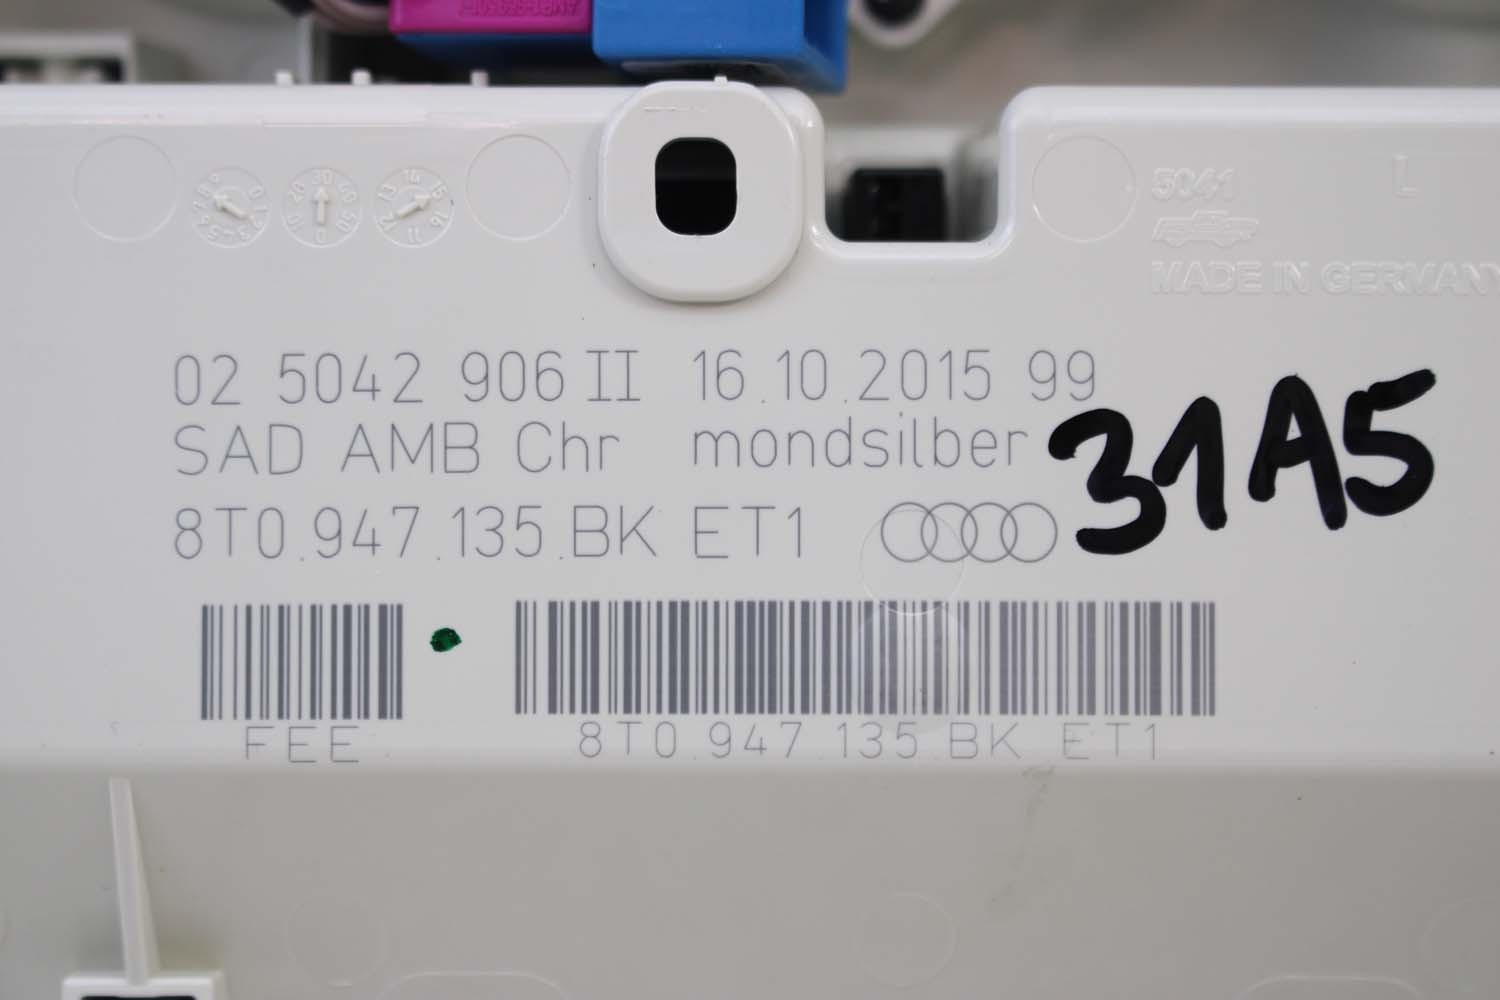 5041 L
MADE IN GERMANY
02 5042 906 II 16.10.2015 99
SAD AMB Chr mondsilber
31A5
8T0.947.135.BK ET1
FEE
8T0.947.135.BK ET1